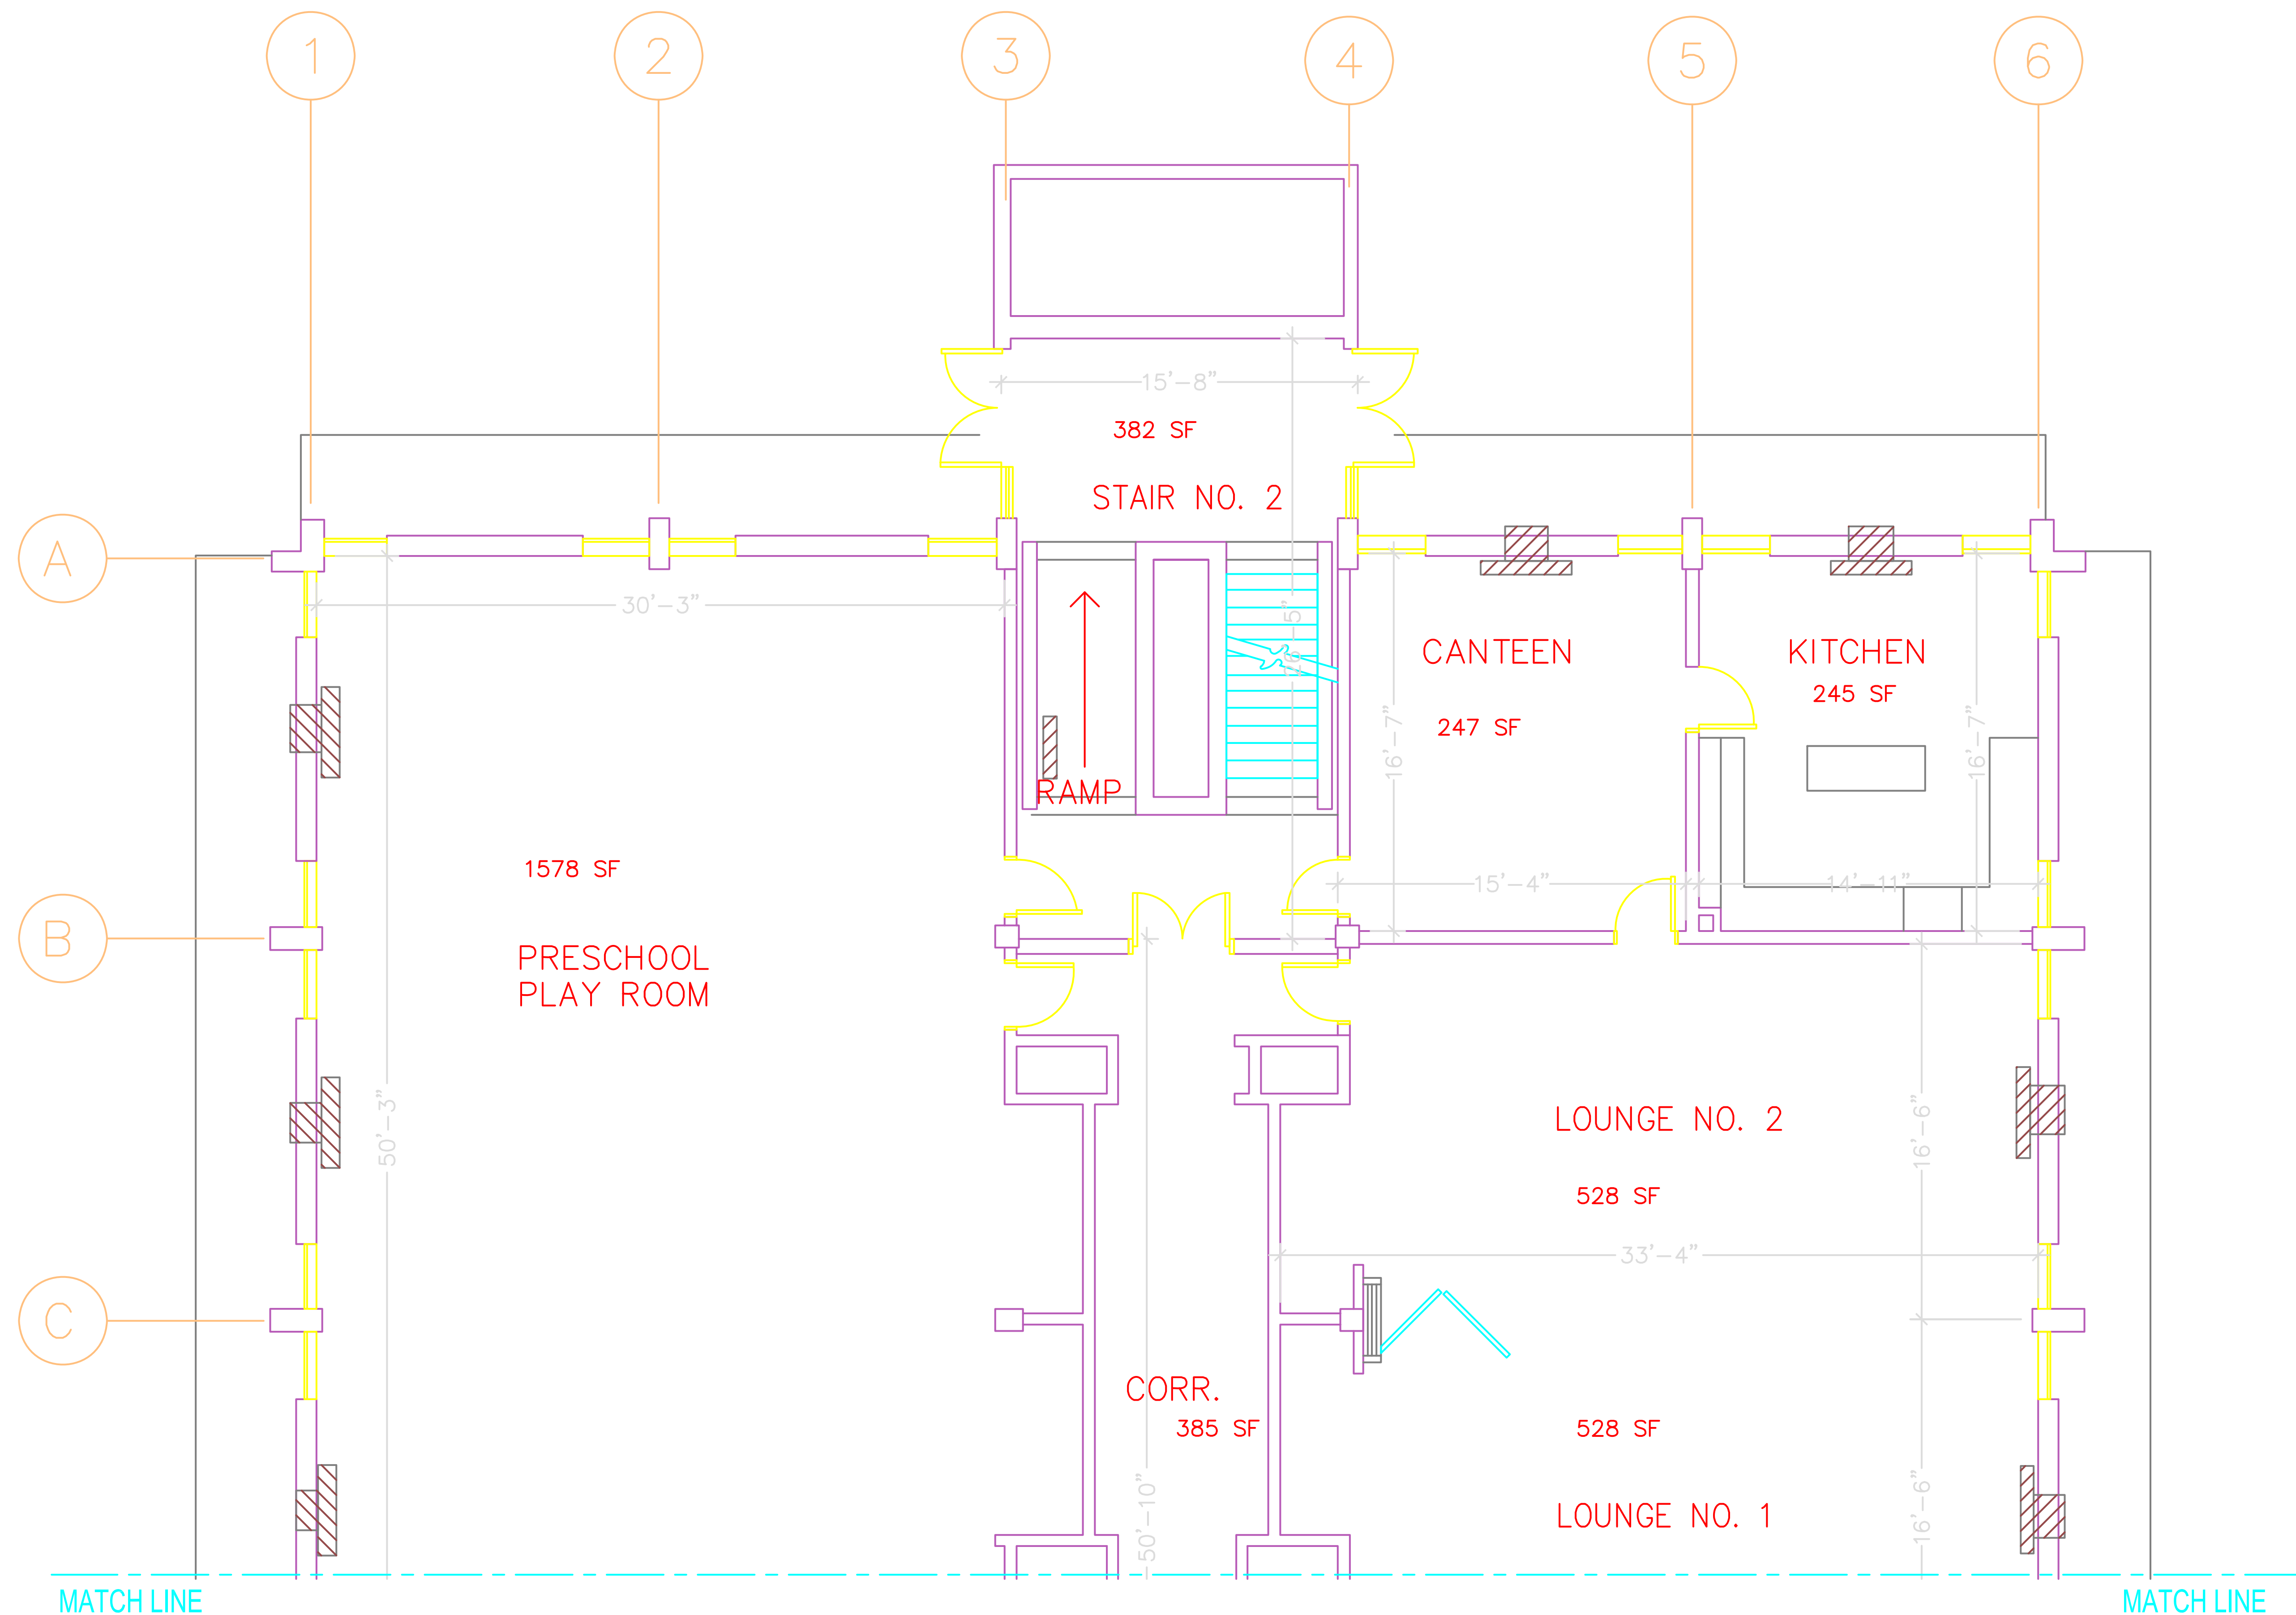 1
2
3
4
5
6
15'-8"
382 SF
STAIR NO. 2
A
30'-3"
26'-5"
CANTEEN
247 SF
KITCHEN
245 SF
16'-7"
16'-7"
RAMP
1578 SF
15'-4"
14'-11"
B
PRESCHOOL
PLAY ROOM
50'-3"
LOUNGE NO. 2
16'-6"
528 SF
33'-4"
C
CORR.
385 SF
528 SF
50'-10"
LOUNGE NO. 1
16'-6"
MATCH LINE
MATCH LINE